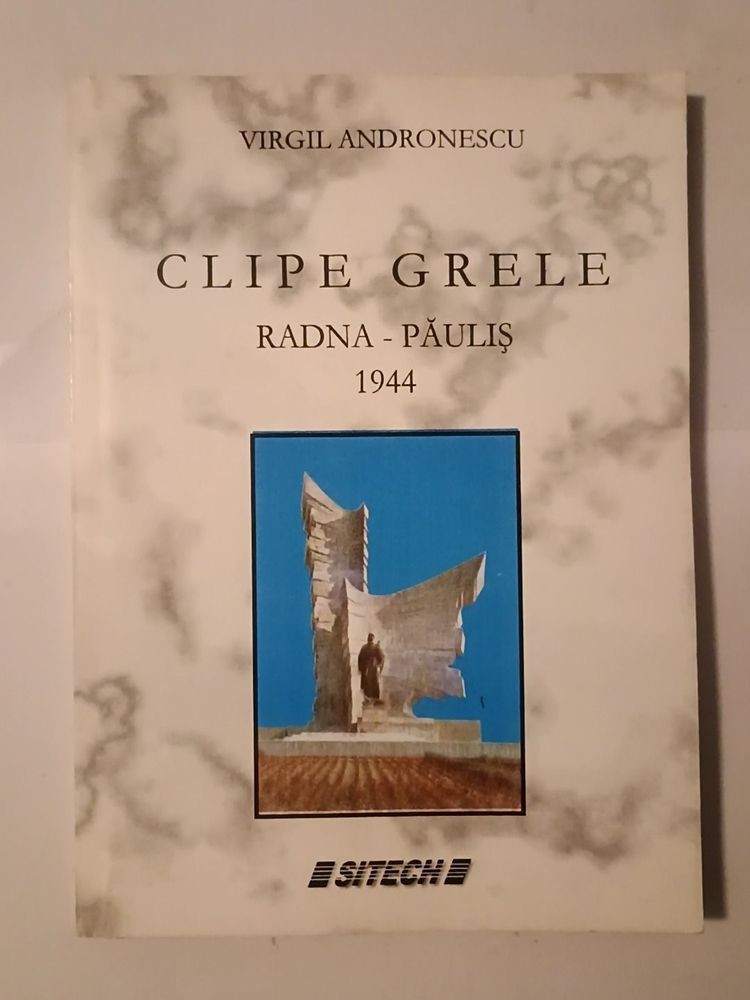 VIRGIL ANDRONESCU
CLIPE GRELE
RADNA - PĂULIŞ
1944
SITECH